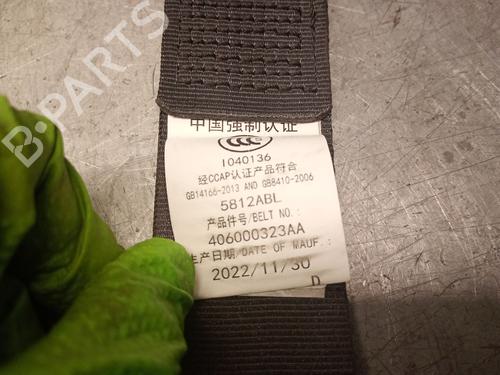 B-PARTS
中国强制认证
CCC
1040136
经CCAP认证产品符合
GB14166-2013 AND GB8410-2006
5812ABL
产品件号/BELT NO.:
406000323AA
生产日期/DATE OF MAUF.:
2022/11/30
D